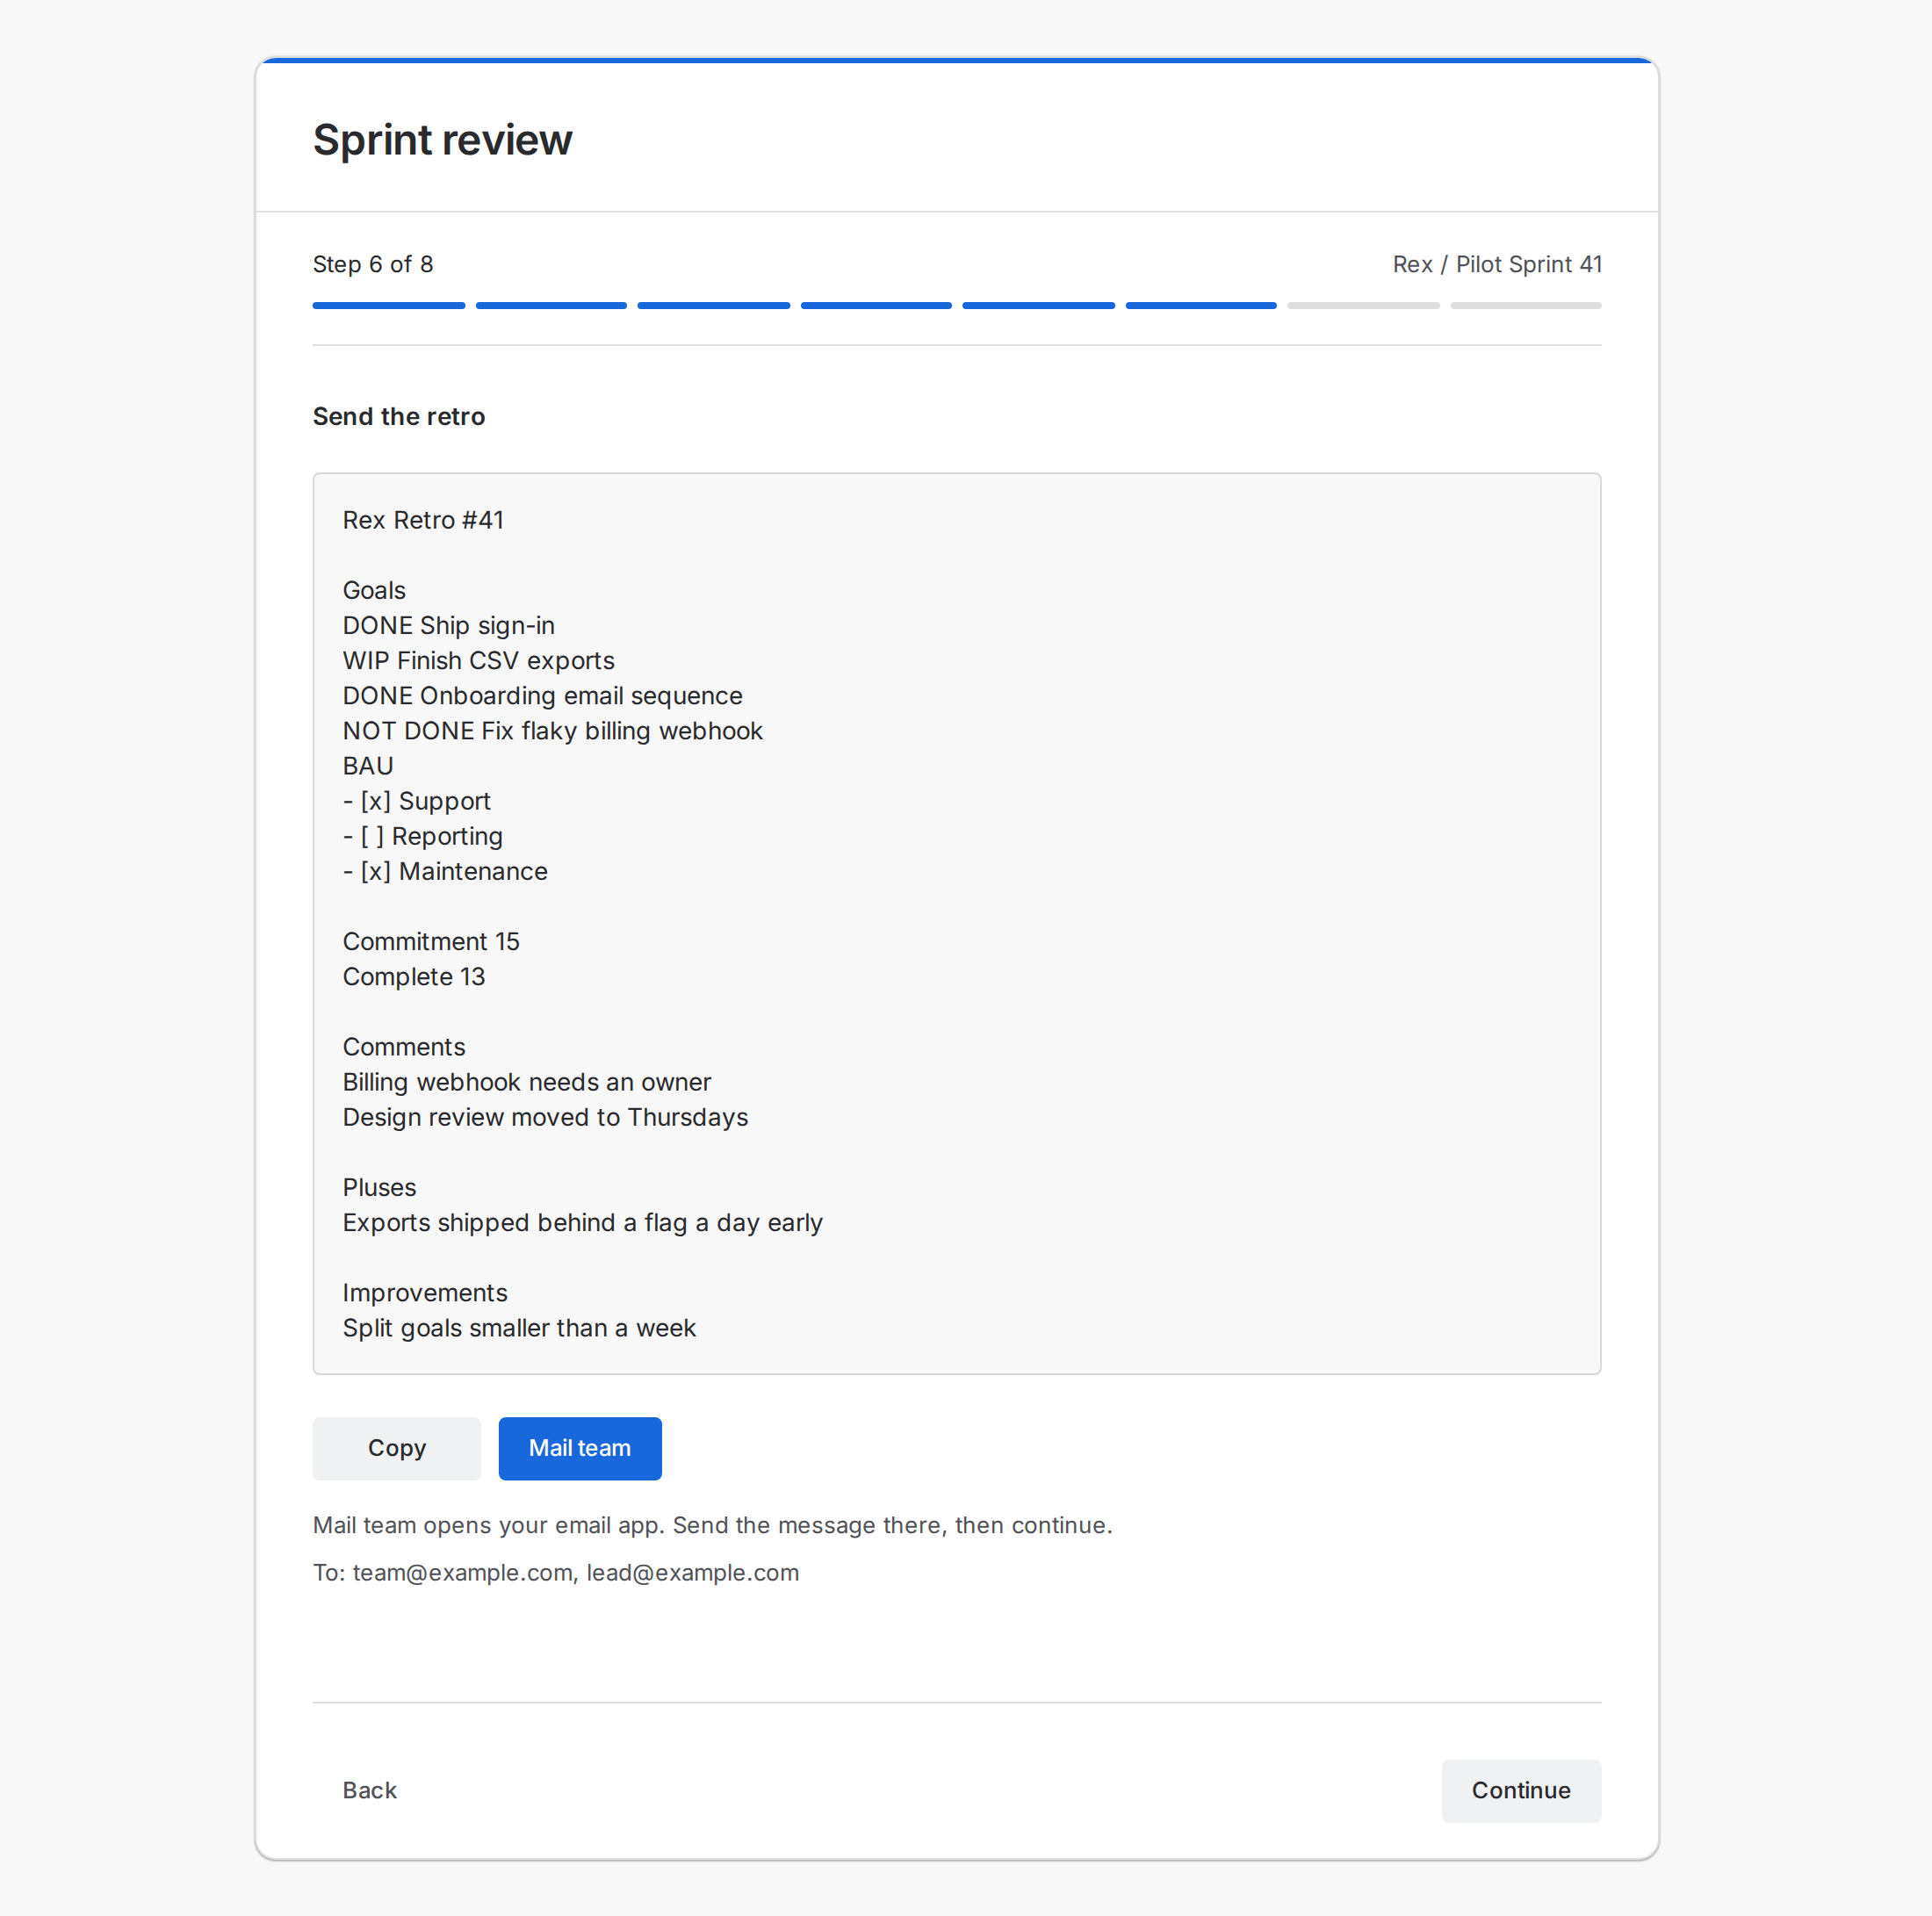 Sprint review
Step 6 of 8
Rex / Pilot Sprint 41
Send the retro
Rex Retro #41
Goals
DONE Ship sign-in
WIP Finish CSV exports
DONE Onboarding email sequence
NOT DONE Fix flaky billing webhook
BAU
- [x] Support
- [ ] Reporting
- [x] Maintenance
Commitment 15
Complete 13
Comments
Billing webhook needs an owner
Design review moved to Thursdays
Pluses
Exports shipped behind a flag a day early
Improvements
Split goals smaller than a week
Copy
Mail team
Mail team opens your email app. Send the message there, then continue.
To: team@example.com, lead@example.com
Back
Continue